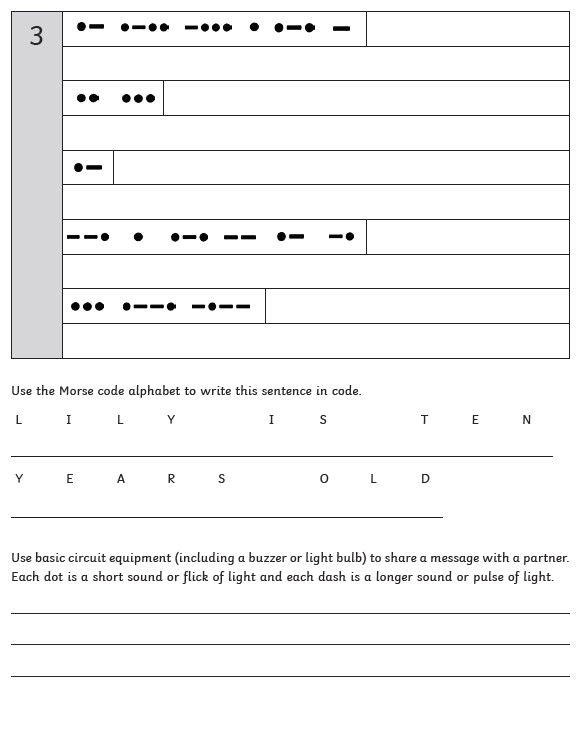 3
•– •–•• –••• • •–• –
•• •••
•–
––• • •–• –– •– –•
••• •––• –•––
Use the Morse code alphabet to write this sentence in code.
L I L Y I S T E N
Y E A R S O L D
Use basic circuit equipment (including a buzzer or light bulb) to share a message with a partner.
Each dot is a short sound or flick of light and each dash is a longer sound or pulse of light.